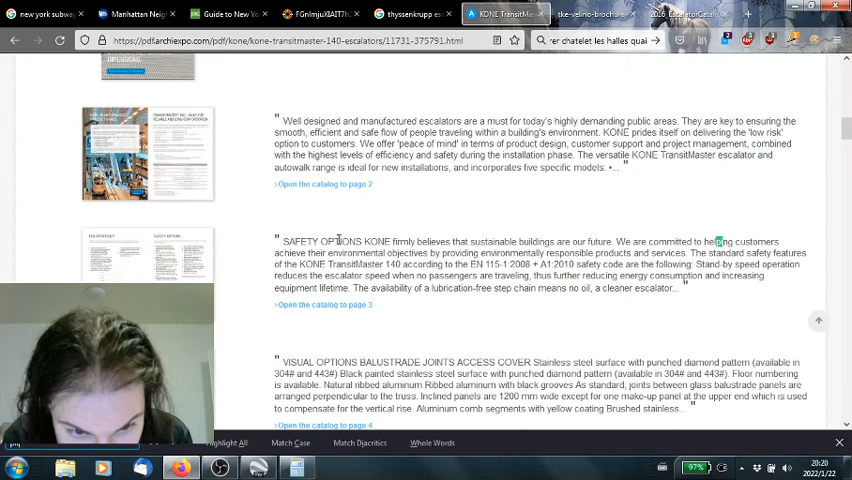 new york subwa
Manhattan Neig
Guide to New Yo
FGnImjuXIAIT7h
thyssenkrupp esc
KONE TransitMas
tke-velino-brochure
2016_EscalatorCatal
https://pdf.archiexpo.com/pdf/kone/kone-transitmaster-140-escalators/11731-375791.html
rer chatelet les halles quai
DIMENSIONS
" Well designed and manufactured escalators are a must for today's highly demanding public areas. They are key to ensuring the
smooth, efficient and safe flow of people traveling within a building's environment. KONE prides itself on delivering the 'low risk'
option to customers. We offer 'peace of mind' in terms of product design, customer support and project management, combined
with the highest levels of efficiency and safety during the installation phase. The versatile KONE TransitMaster escalator and
autowalk range is ideal for new installations, and incorporates five specific models: •... "
Open the catalog to page 2
" SAFETY OPTIONS KONE firmly believes that sustainable buildings are our future. We are committed to helping customers
achieve their environmental objectives by providing environmentally responsible products and services. The standard safety features
of the KONE TransitMaster 140 according to the EN 115-1:2008 + A1:2010 safety code are the following: Stand-by speed operation
reduces the escalator speed when no passengers are traveling, thus further reducing energy consumption and increasing
equipment lifetime. The availability of a lubrication-free step chain means no oil, a cleaner escalator... "
Open the catalog to page 3
" VISUAL OPTIONS BALUSTRADE JOINTS ACCESS COVER Stainless steel surface with punched diamond pattern (available in
304# and 443#) Black painted stainless steel surface with punched diamond pattern (available in 304# and 443#). Floor numbering
is available. Natural ribbed aluminum Ribbed aluminum with black grooves As standard, joints between glass balustrade panels are
arranged perpendicular to the truss. Inclined panels are 1200 mm wide except for one make-up panel at the upper end which is used
to compensate for the vertical rise. Aluminum comb segments with yellow coating Brushed stainless... "
Open the catalog to page 4
Highlight All
Match Case
Match Diacritics
Whole Words
97%
20:20
2022/1/22